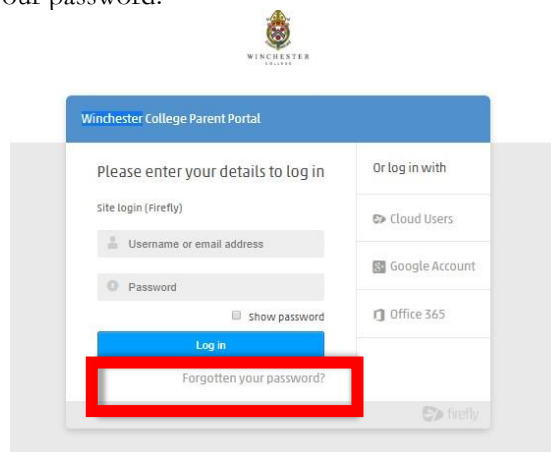 our password.
WINCHESTER
COLLEGE
Winchester College Parent Portal
Please enter your details to log in
Site login (Firefly)
Username or email address
Password
Show password
Log in
Forgotten your password?
Or log in with
Cloud Users
Google Account
Office 365
firefly